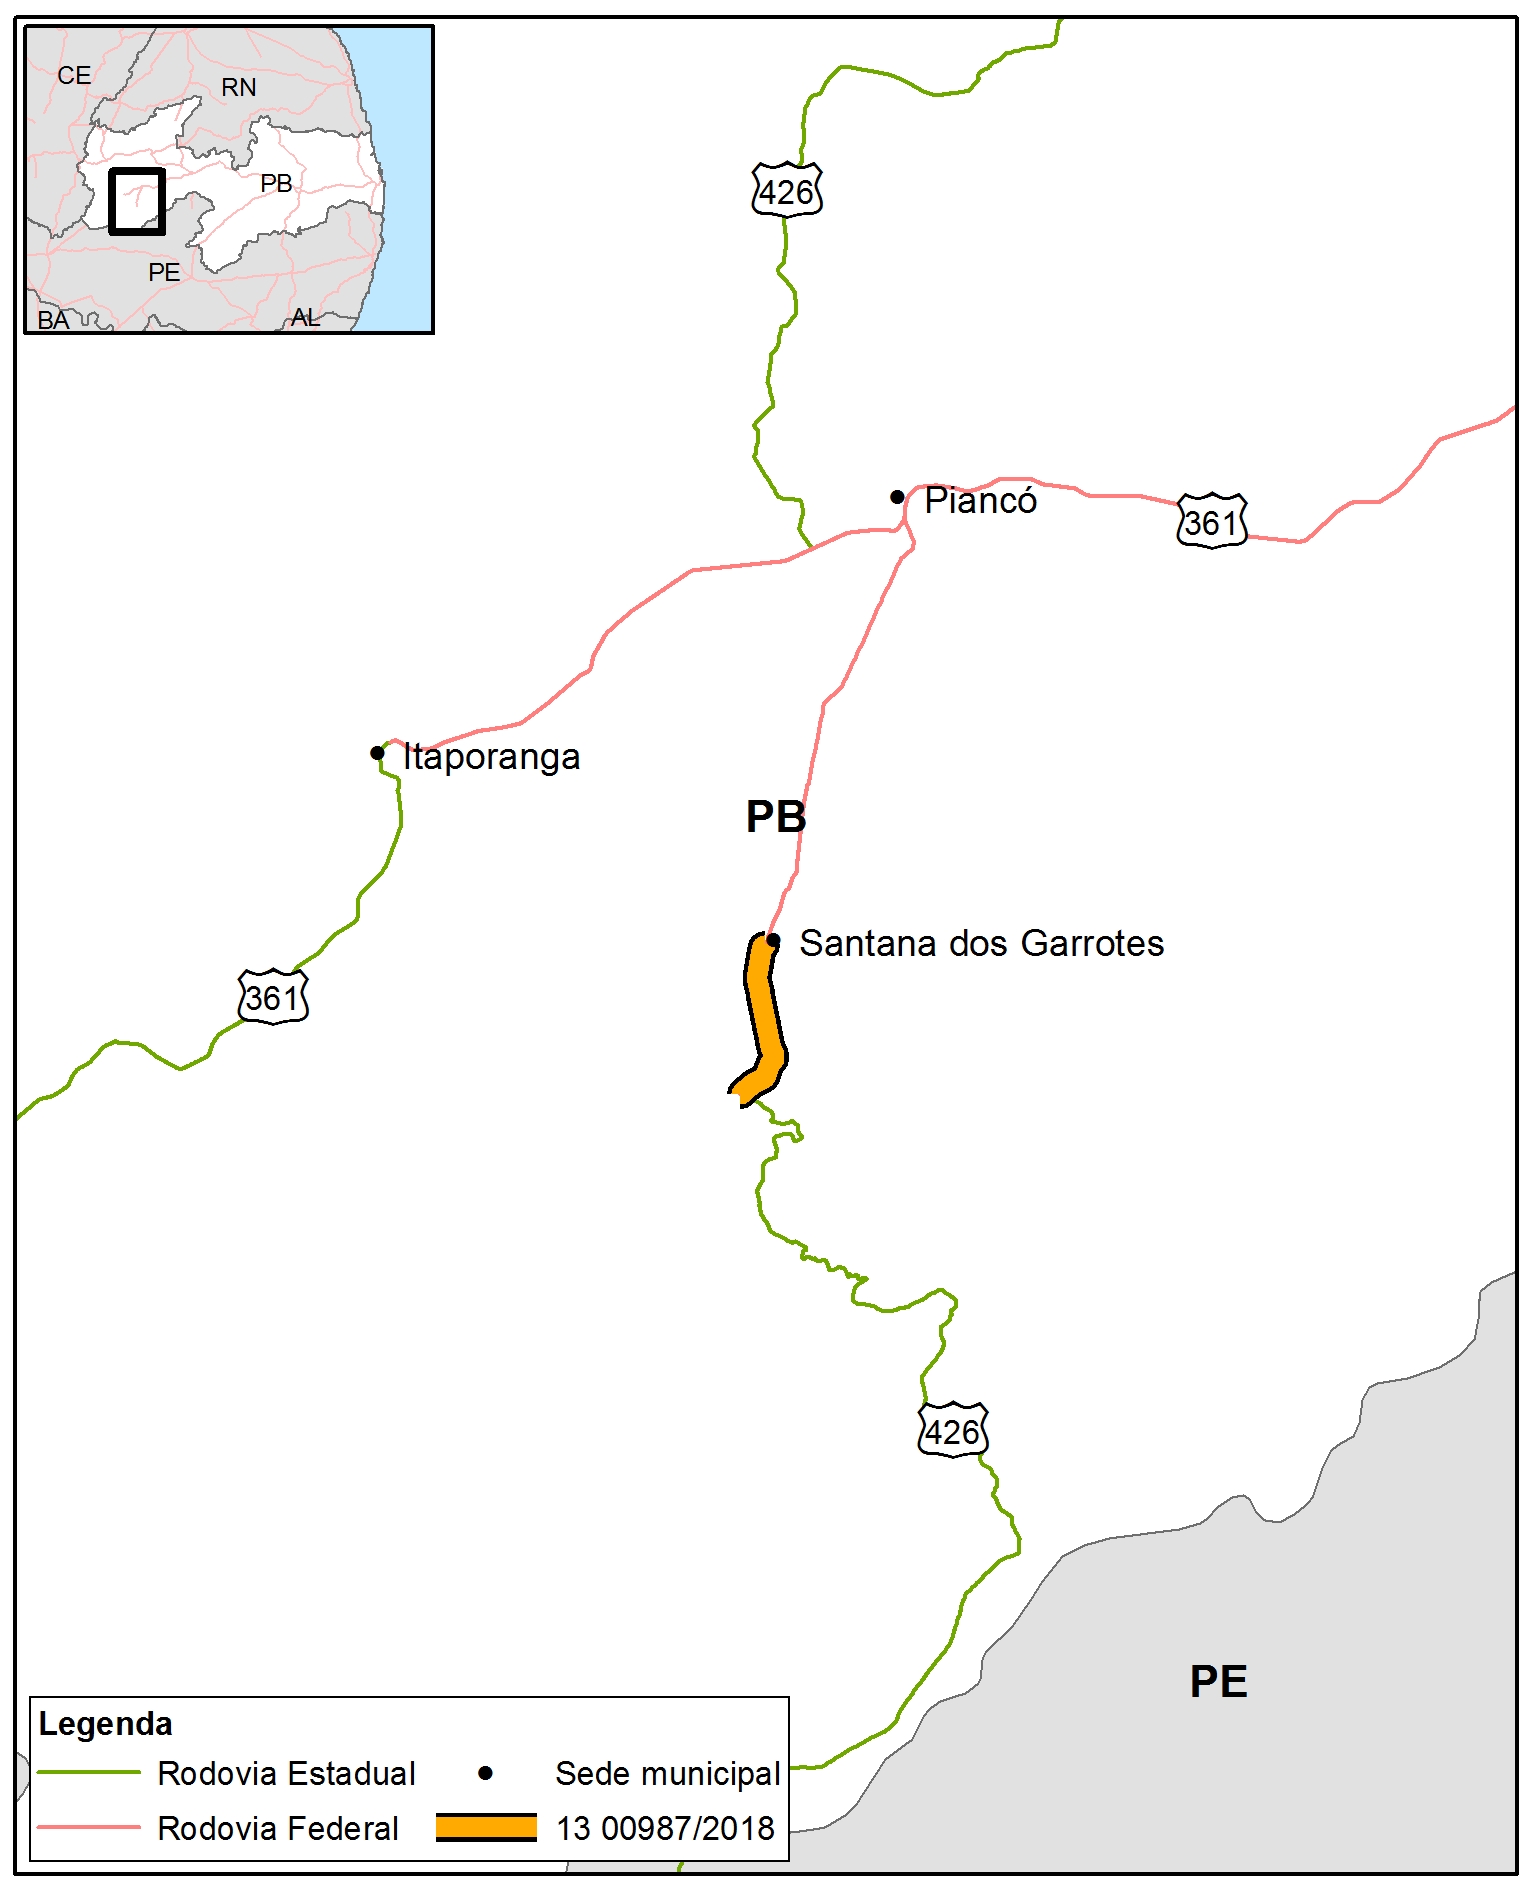 CE
RN
PB
PE
BA
AL
426
Piancó
361
Itaporanga
PB
Santana dos Garrotes
361
426
PE
Legenda
Rodovia Estadual
Sede municipal
Rodovia Federal
13 00987/2018